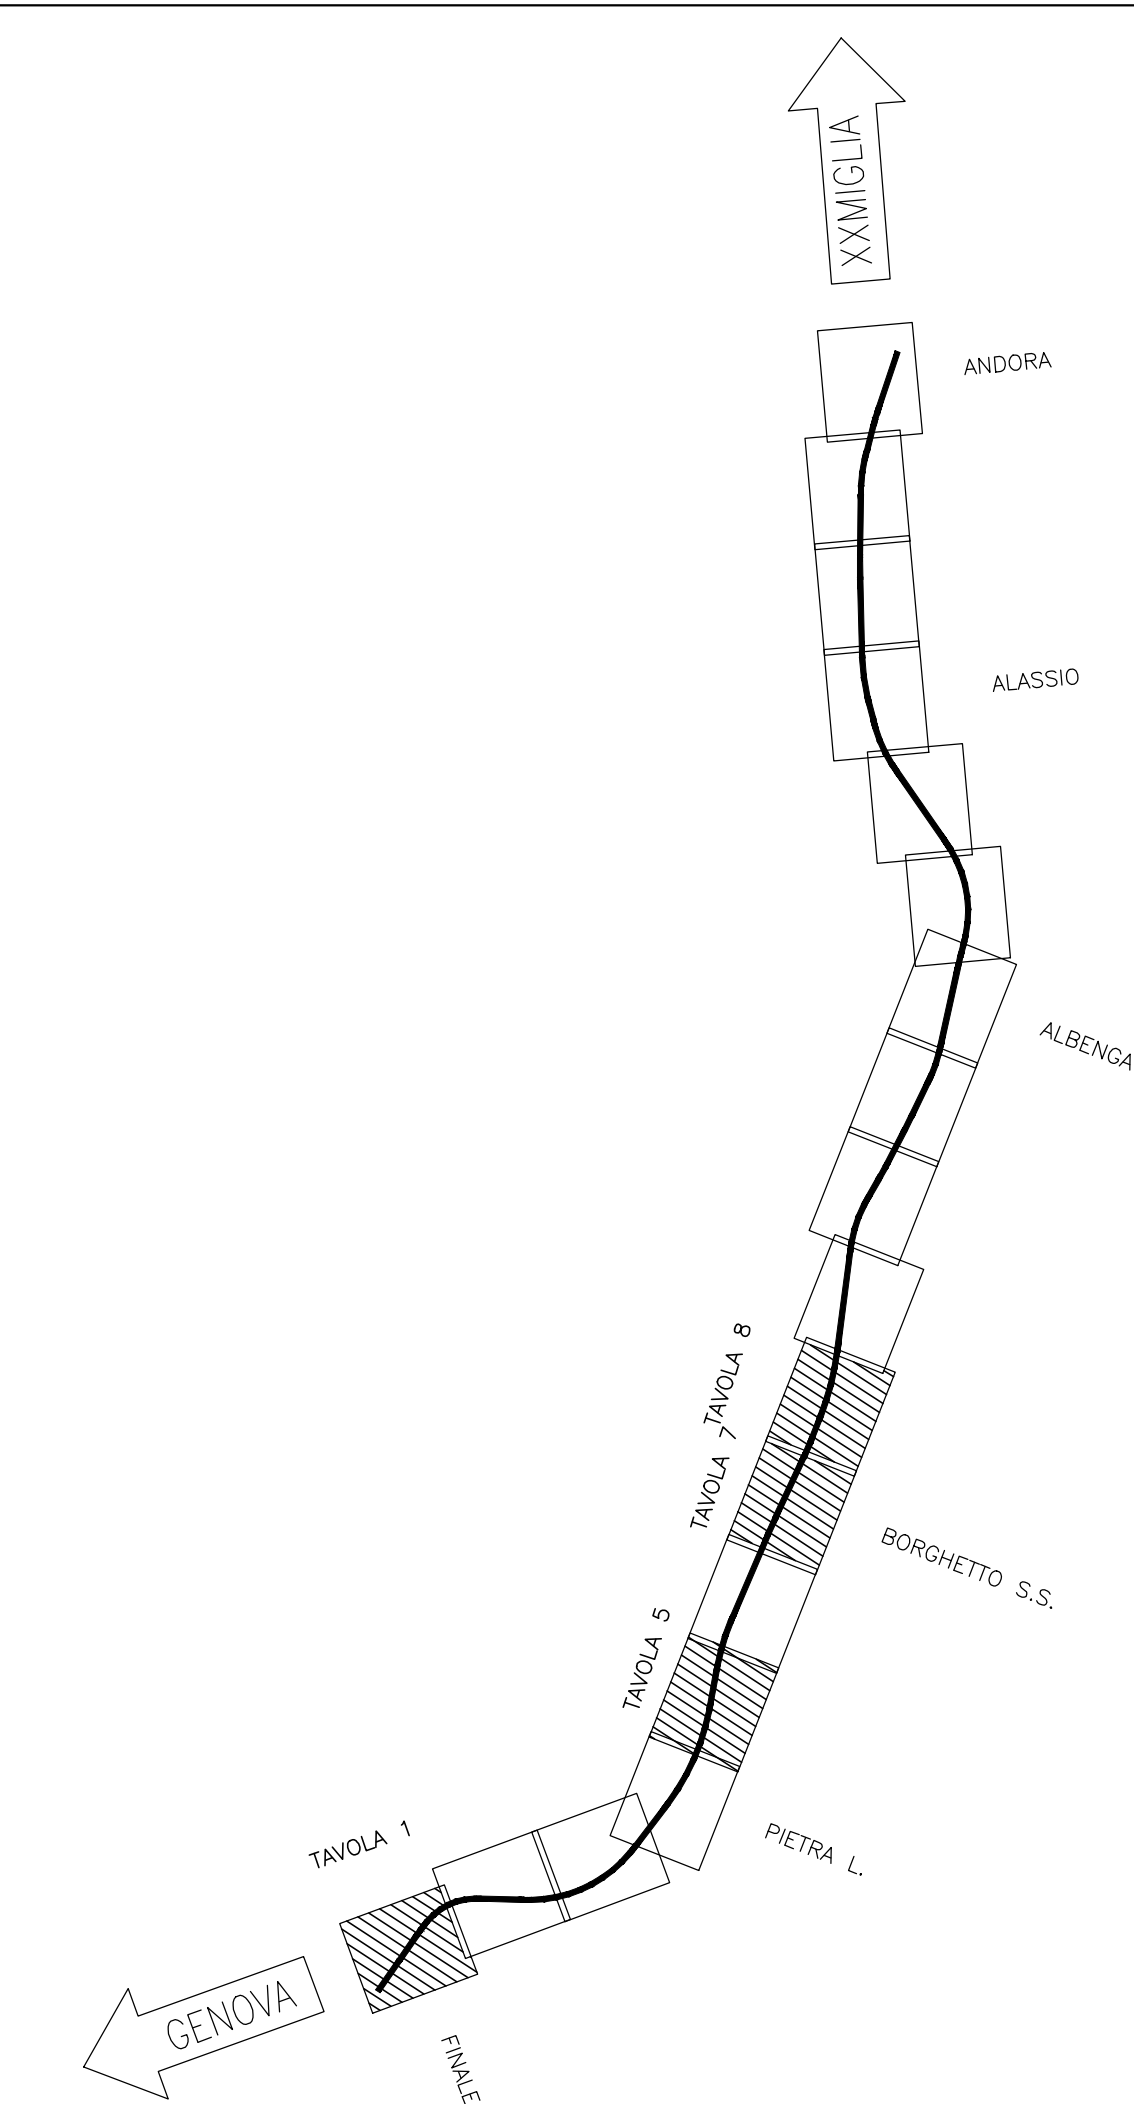 XXMIGLIA
ANDORA
ALASSIO
ALBENGA
TAVOLA 8
TAVOLA 7
BORGHETTO S.S.
TAVOLA 5
PIETRA L.
TAVOLA 1
GENOVA
FINALE